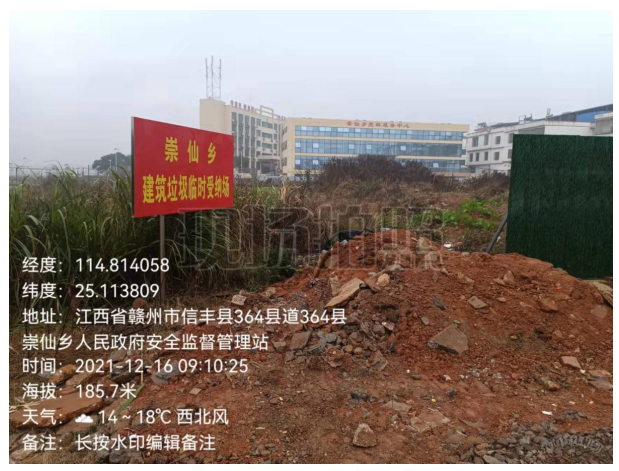 崇仙乡
建筑垃圾临时受纳场
现场拍照
经度：114.814058
纬度：25.113809
地址：江西省赣州市信丰县364县道364县
崇仙乡人民政府安全监督管理站
时间：2021-12-16 09:10:25
海拔：185.7米
天气：14～18℃ 西北风
备注：长按水印编辑备注